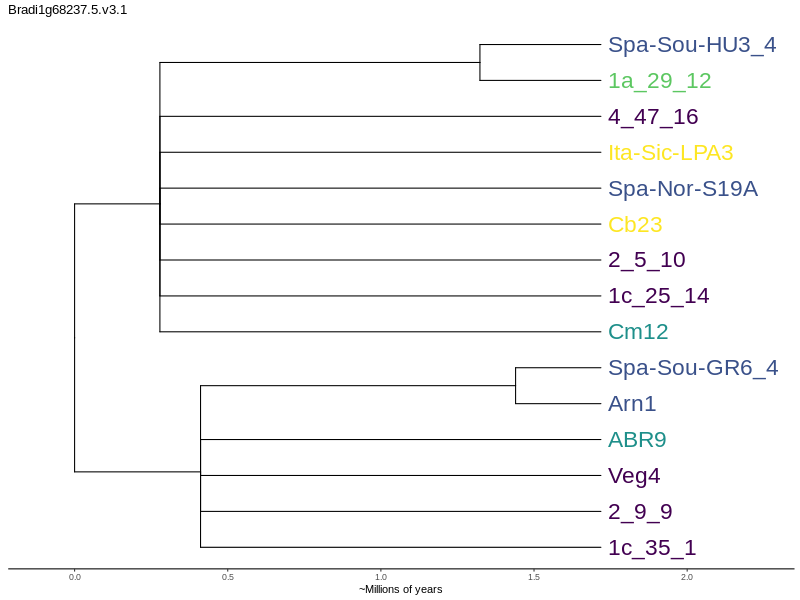 Bradi1g68237.5.v3.1
Spa-Sou-HU3_4
1a_29_12
4_47_16
Ita-Sic-LPA3
Spa-Nor-S19A
Cb23
2_5_10
1c_25_14
Cm12
Spa-Sou-GR6_4
Arn1
ABR9
Veg4
2_9_9
1c_35_1
0.0 0.5 1.0 1.5 2.0
~Millions of years